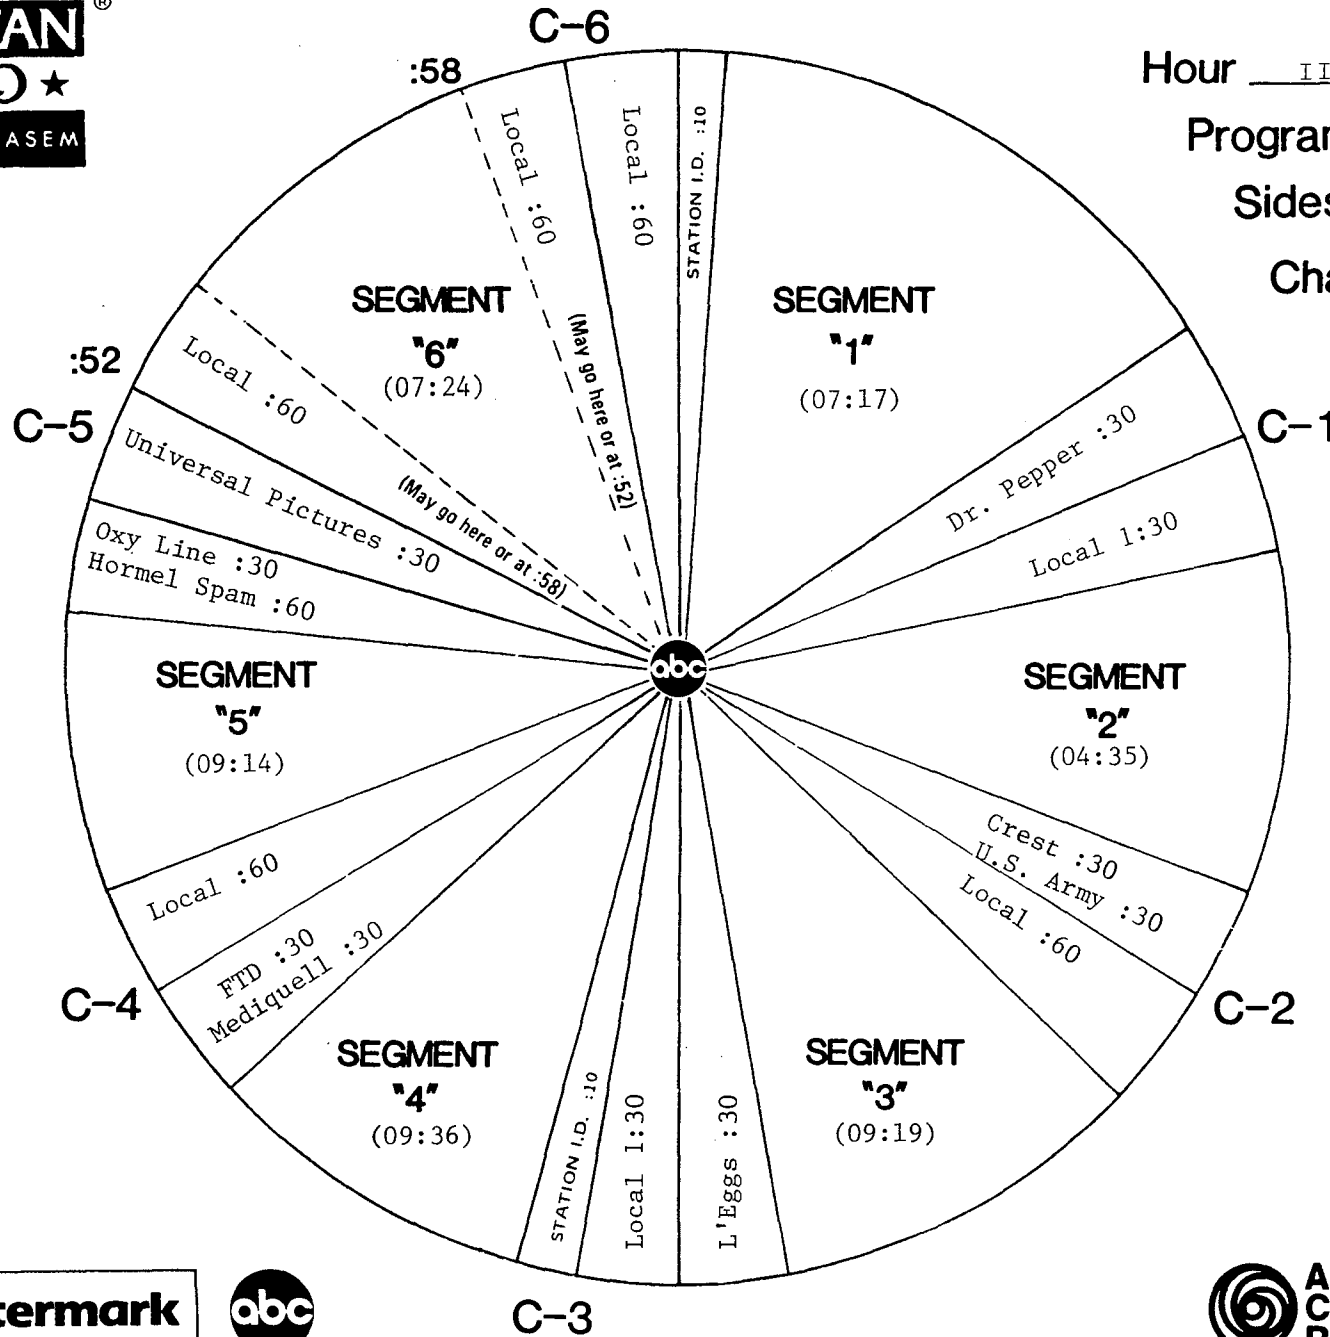 ®
C-6
:58
Hour II
ASEM
Local :60
Local :60
STATION I.D. :10
SEGMENT
"6"
(07:24)
(May go here or at :52)
SEGMENT
"1"
(07:17)
:52
C-5
Local :60
(May go here or at :58)
Universal Pictures :30
Oxy Line :30
Hormel Spam :60
Dr. Pepper :30
C-1
Local 1:30
abc
SEGMENT
"5"
(09:14)
SEGMENT
"2"
(04:35)
Crest :30
U.S. Army :30
Local :60
C-2
Local :60
FTD :30
Mediquell :30
C-4
SEGMENT
"4"
(09:36)
STATION I.D. :10
Local 1:30
L'Eggs :30
SEGMENT
"3"
(09:19)
C-3
termark
abc